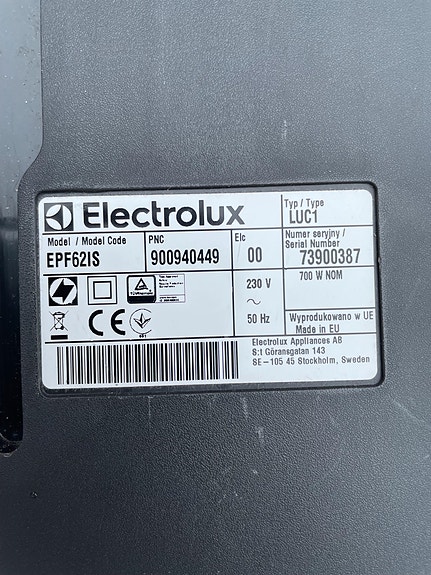 Electrolux
Typ / Type
LUC1
Model / Model Code
EPF62IS
PNC
900940449
Elc
00
Numer seryjny /
Serial Number
73900387
230 V
~
50 Hz
700 W NOM
Wyprodukowano w UE
Made in EU
Electrolux Appliances AB
S:t Göransgatan 143
SE-105 45 Stockholm, Sweden